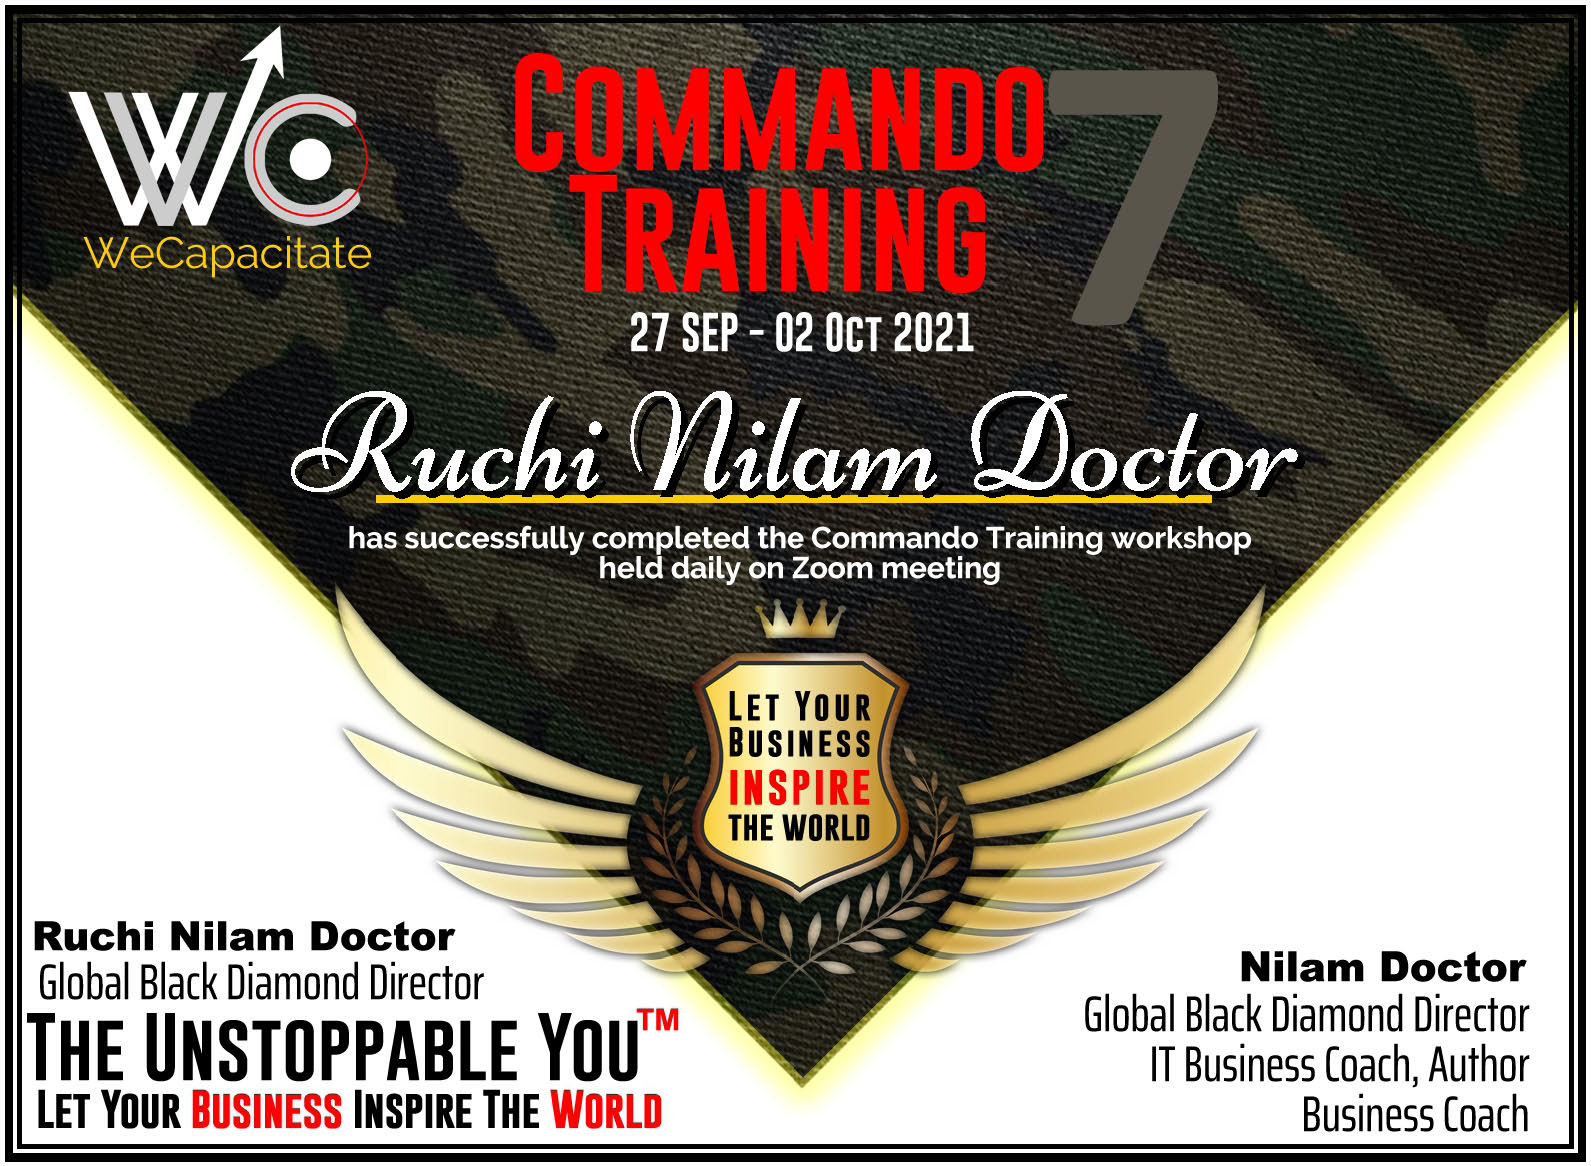 WC
WeCapacitate
COMMANDO 7
TRAINING
27 SEP - 02 OCT 2021
Ruchi Nilam Doctor
has successfully completed the Commando Training workshop
held daily on Zoom meeting
LET YOUR
BUSINESS
INSPIRE
THE WORLD
Ruchi Nilam Doctor
Global Black Diamond Director
THE UNSTOPPABLE YOU™
LET YOUR BUSINESS INSPIRE THE WORLD
Nilam Doctor
Global Black Diamond Director
IT Business Coach, Author
Business Coach